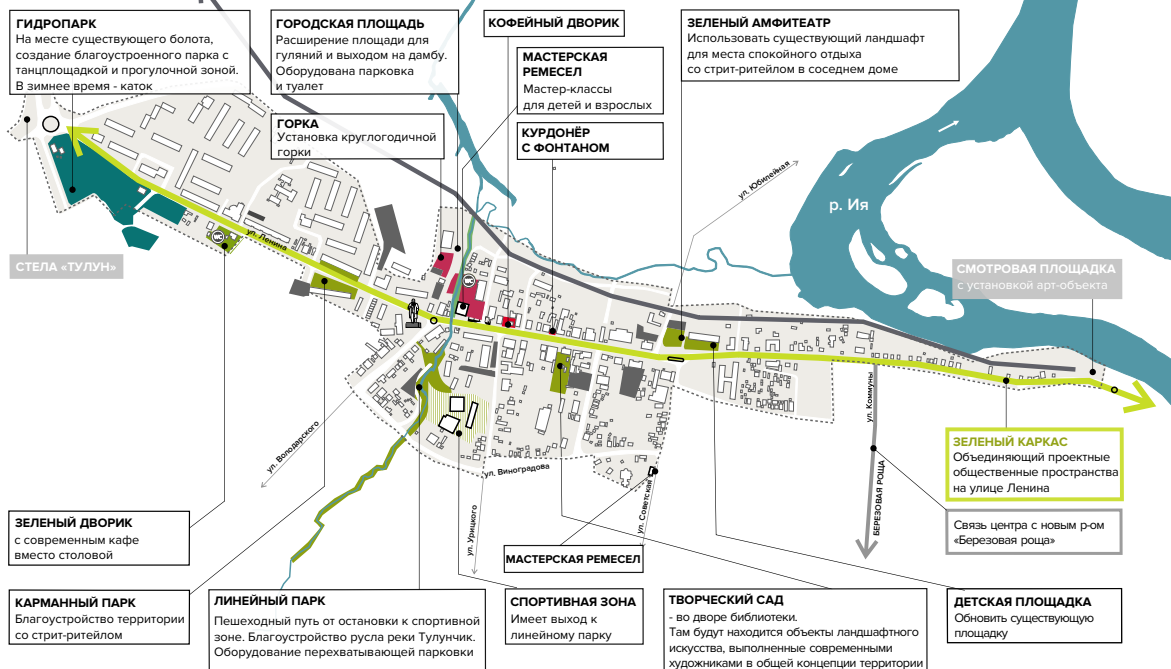 ГИДРОПАРК
На месте существующего болота,
создание благоустроенного парка с
танцплощадкой и прогулочной зоной.
В зимнее время - каток
ГОРОДСКАЯ ПЛОЩАДЬ
Расширение площади для
гуляний и выходом на дамбу.
Оборудована парковка
и туалет
КОФЕЙНЫЙ ДВОРИК
МАСТЕРСКАЯ
РЕМЕСЕЛ
Мастер-классы
для детей и взрослых
ЗЕЛЕНЫЙ АМФИТЕАТР
Использовать существующий ландшафт
для места спокойного отдыха
со стрит-ритейлом в соседнем доме
ГОРКА
Установка круглогодичной
горки
КУРДОНЁР
С ФОНТАНОМ
ул. Юбилейная
р. Ия
ул. Ленина
WC
WC
СТЕЛА «ТУЛУН»
СМОТРОВАЯ ПЛОЩАДКА
с установкой арт-объекта
ул. Коммуны
ул. Володарского
ул. Виноградова
ул. Урицкого
ул. Советская
БЕРЕЗОВАЯ РОЩА
ЗЕЛЕНЫЙ КАРКАС
Объединяющий проектные
общественные пространства
на улице Ленина
Связь центра с новым р-ом
«Березовая роща»
ЗЕЛЕНЫЙ ДВОРИК
с современным кафе
вместо столовой
МАСТЕРСКАЯ РЕМЕСЕЛ
КАРМАННЫЙ ПАРК
Благоустройство территории
со стрит-ритейлом
ЛИНЕЙНЫЙ ПАРК
Пешеходный путь от остановки к спортивной
зоне. Благоустройство русла реки Тулунчик.
Оборудование перехватывающей парковки
СПОРТИВНАЯ ЗОНА
Имеет выход к
линейному парку
ТВОРЧЕСКИЙ САД
- во дворе библиотеки.
Там будут находится объекты ландшафтного
искусства, выполненные современными
художниками в общей концепции территории
ДЕТСКАЯ ПЛОЩАДКА
Обновить существующую
площадку